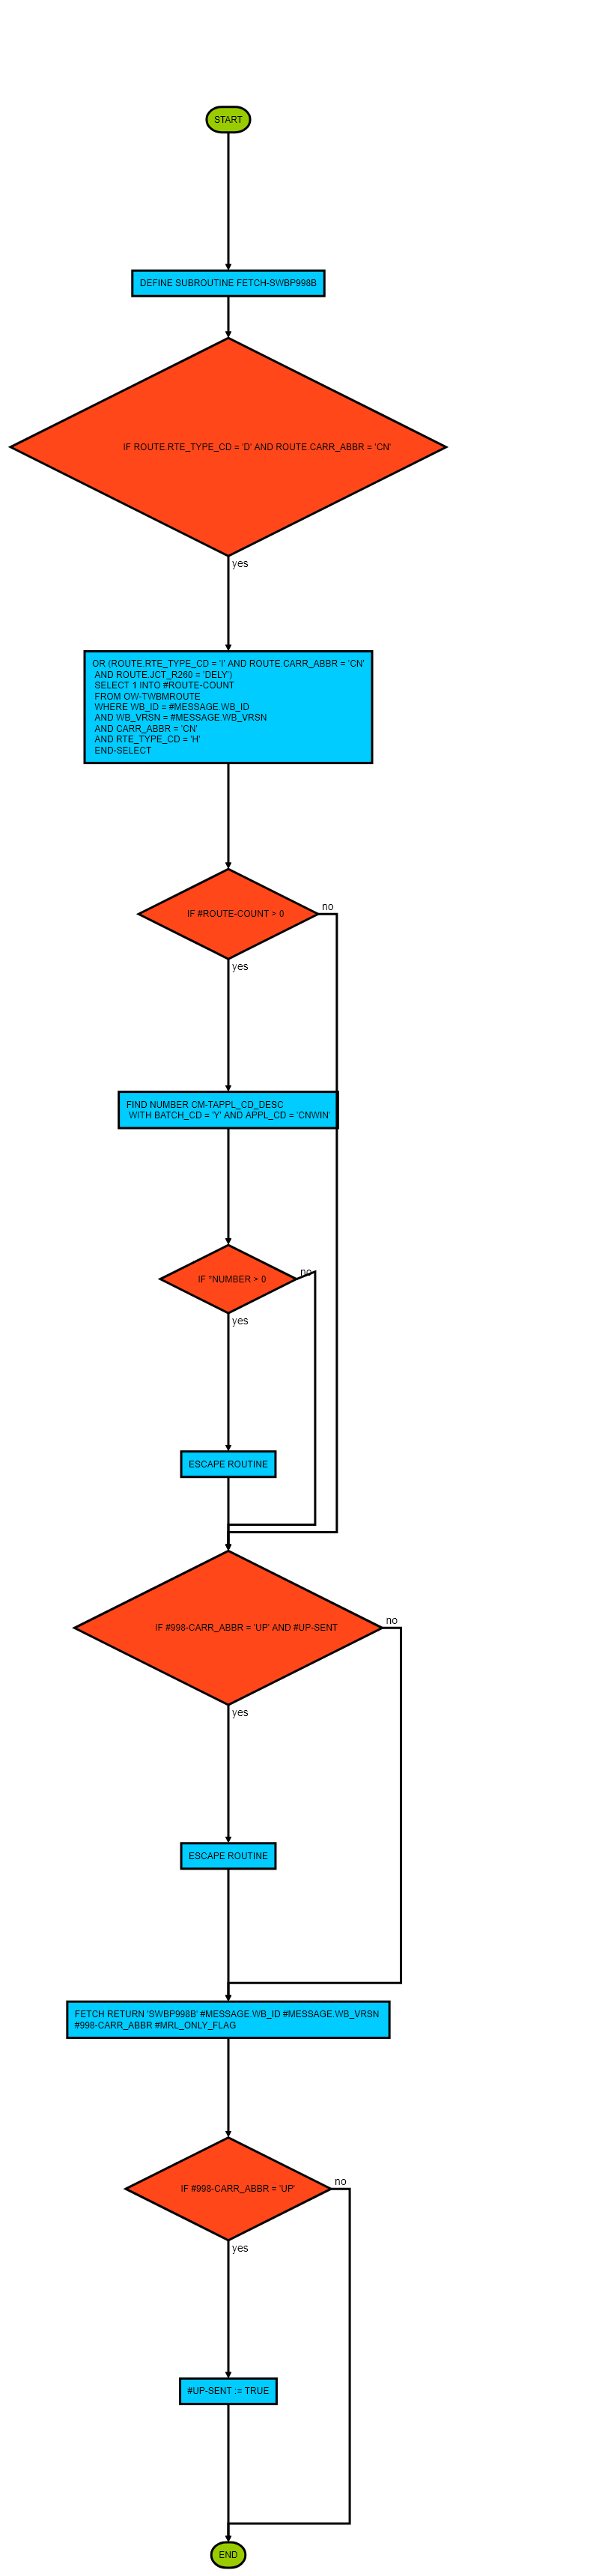 START
DEFINE SUBROUTINE FETCH-SWBP998B
IF ROUTE.RTE_TYPE_CD = 'D' AND ROUTE.CARR_ABBR = 'CN'
yes
OR (ROUTE.RTE_TYPE_CD = 'I' AND ROUTE.CARR_ABBR = 'CN'
AND ROUTE.JCT_R260 = 'DELY')
SELECT 1 INTO #ROUTE-COUNT
FROM OW-TWBMROUTE
WHERE WB_ID = #MESSAGE.WB_ID
AND WB_VRSN = #MESSAGE.WB_VRSN
AND CARR_ABBR = 'CN'
AND RTE_TYPE_CD = 'H'
END-SELECT
no
IF #ROUTE-COUNT > 0
yes
FIND NUMBER CM-TAPPL_CD_DESC
WITH BATCH_CD = 'Y' AND APPL_CD = 'CNWIN'
no
IF *NUMBER > 0
yes
ESCAPE ROUTINE
no
IF #998-CARR_ABBR = 'UP' AND #UP-SENT
yes
ESCAPE ROUTINE
FETCH RETURN 'SWBP998B' #MESSAGE.WB_ID #MESSAGE.WB_VRSN
#998-CARR_ABBR #MRL_ONLY_FLAG
no
IF #998-CARR_ABBR = 'UP'
yes
#UP-SENT := TRUE
END